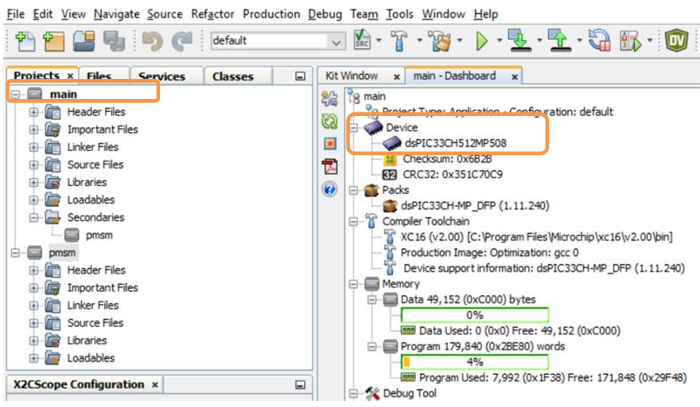 File Edit View Navigate Source Refactor Production Debug Team Tools Window Help
default
SRC
DV
Projects × Files Services Classes
main
Header Files
Important Files
Linker Files
Source Files
Libraries
Loadables
Secondaries
pmsm
pmsm
Header Files
Important Files
Linker Files
Source Files
Libraries
Loadables
X2CScope Configuration ×
Kit Window × main - Dashboard ×
main
Project Type: Application - Configuration: default
Device
dsPIC33CH512MP508
Checksum: 0x6B2B
32 CRC32: 0x351C70C9
Packs
dsPIC33CH-MP_DFP (1.11.240)
Compiler Toolchain
XC16 (v2.00) [C:\Program Files\Microchip\xc16\v2.00\bin]
Production Image: Optimization: gcc 0
Device support information: dsPIC33CH-MP_DFP (1.11.240)
Memory
Data 49,152 (0xC000) bytes
0%
Data Used: 0 (0x0) Free: 49,152 (0xC000)
Program 179,840 (0x2BE80) words
4%
Program Used: 7,992 (0x1F38) Free: 171,848 (0x29F48)
Debug Tool